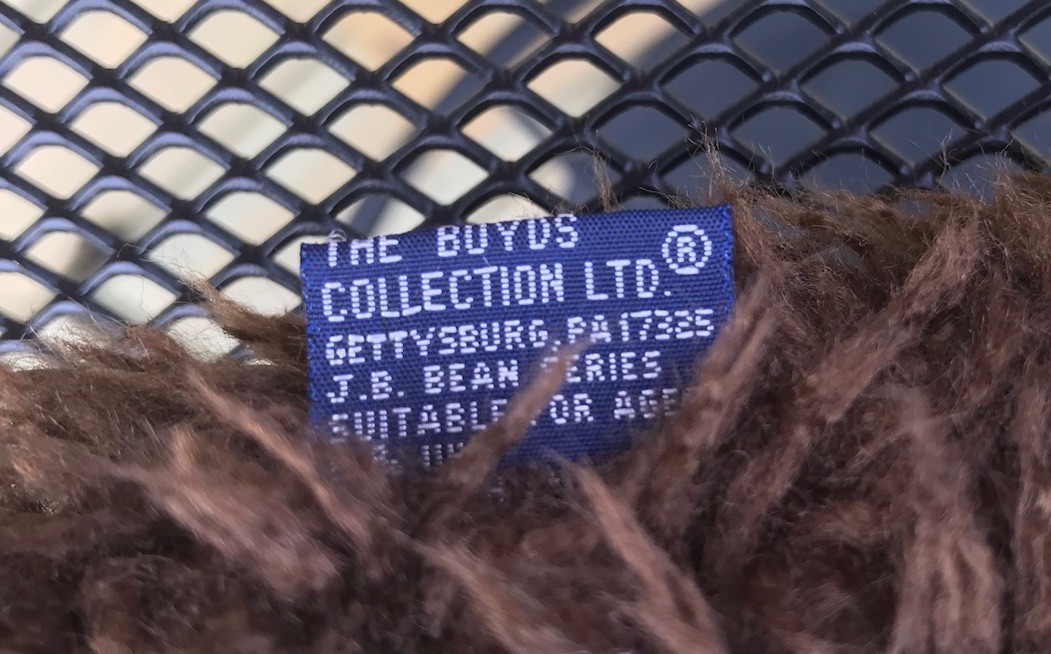 THE BOYDS ®
COLLECTION LTD.
GETTYSBURG, PA 17325
J.B. BEAN SERIES
SUITABLE FOR AGE